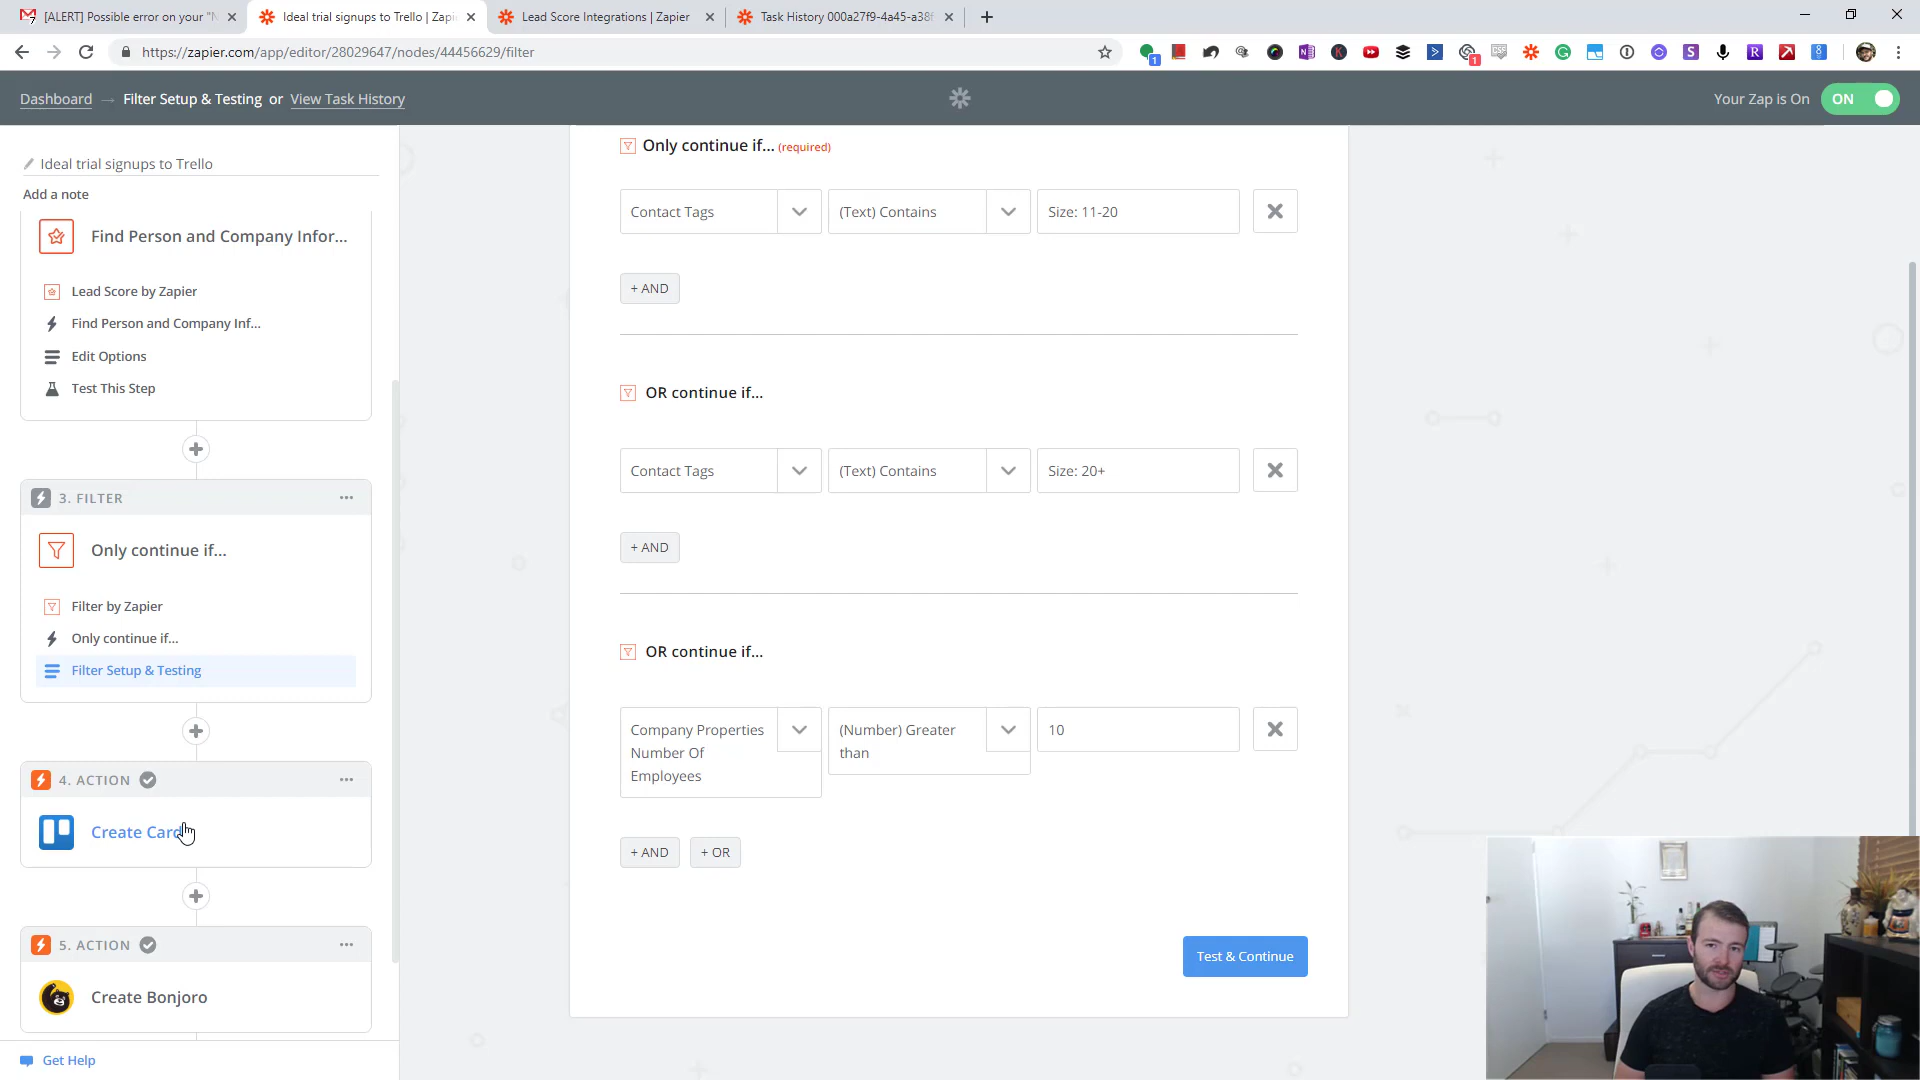 [ALERT] Possible error on your "N
Ideal trial signups to Trello | Zapi
Lead Score Integrations | Zapier
Task History 000a27f9-4a45-a38f
https://zapier.com/app/editor/28029647/nodes/44456629/filter
Dashboard → Filter Setup & Testing or View Task History
Your Zap is On
ON
Ideal trial signups to Trello
Add a note
Find Person and Company Infor...
Lead Score by Zapier
Find Person and Company Inf...
Edit Options
Test This Step
3. FILTER
Only continue if...
Filter by Zapier
Only continue if...
Filter Setup & Testing
4. ACTION
Create Card
5. ACTION
Create Bonjoro
Get Help
Only continue if... (required)
Contact Tags
(Text) Contains
Size: 11-20
+ AND
OR continue if...
Contact Tags
(Text) Contains
Size: 20+
+ AND
OR continue if...
Company Properties
Number Of
Employees
(Number) Greater
than
10
+ AND
+ OR
Test & Continue